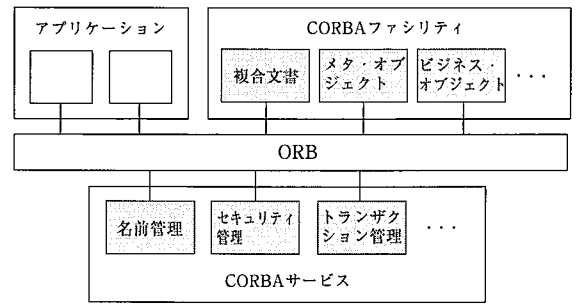 アプリケーション
CORBAファシリティ
複合文書
メタ・オブ
ジェクト
ビジネス・
オブジェクト
・・・
ORB
名前管理
セキュリティ
管理
トランザク
ション管理
・・・
CORBAサービス